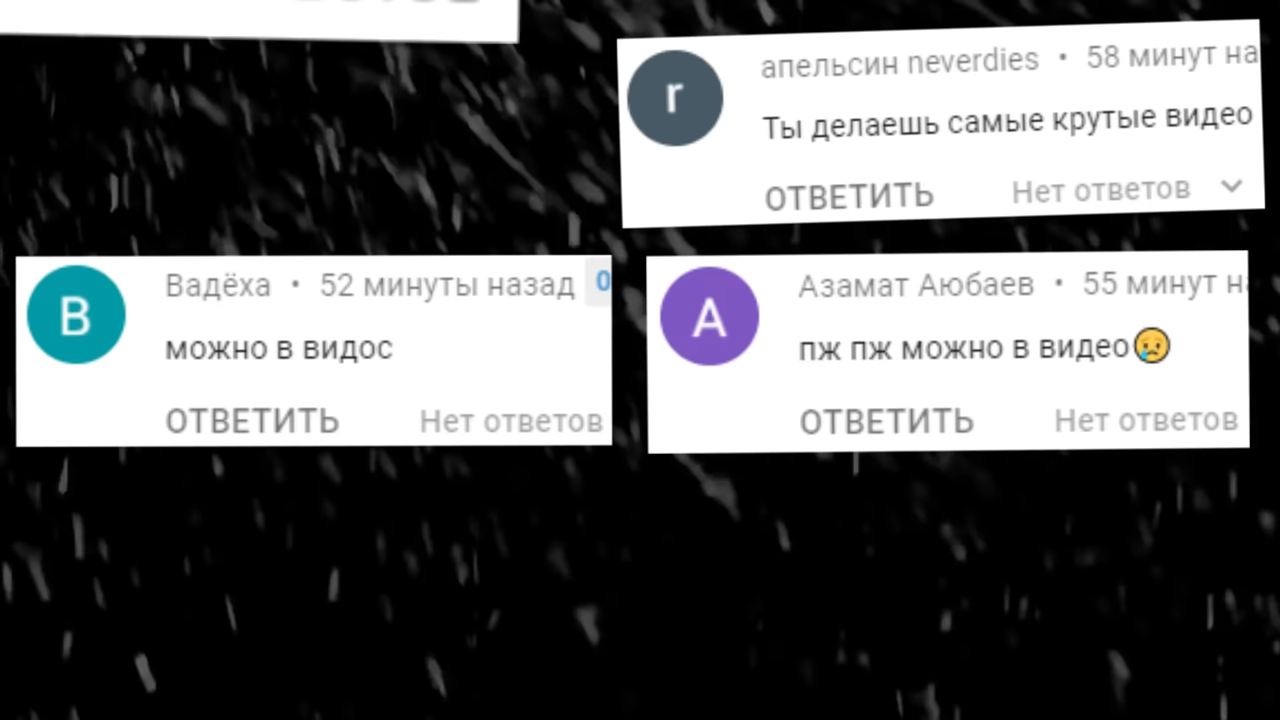 апельсин neverdies • 58 минут на
r
Ты делаешь самые крутые видео
ОТВЕТИТЬ Нет ответов
Вадёха • 52 минуты назад 0
В
можно в видос
ОТВЕТИТЬ Нет ответов
Азамат Аюбаев • 55 минут н
А
пж пж можно в видео😢
ОТВЕТИТЬ Нет ответов